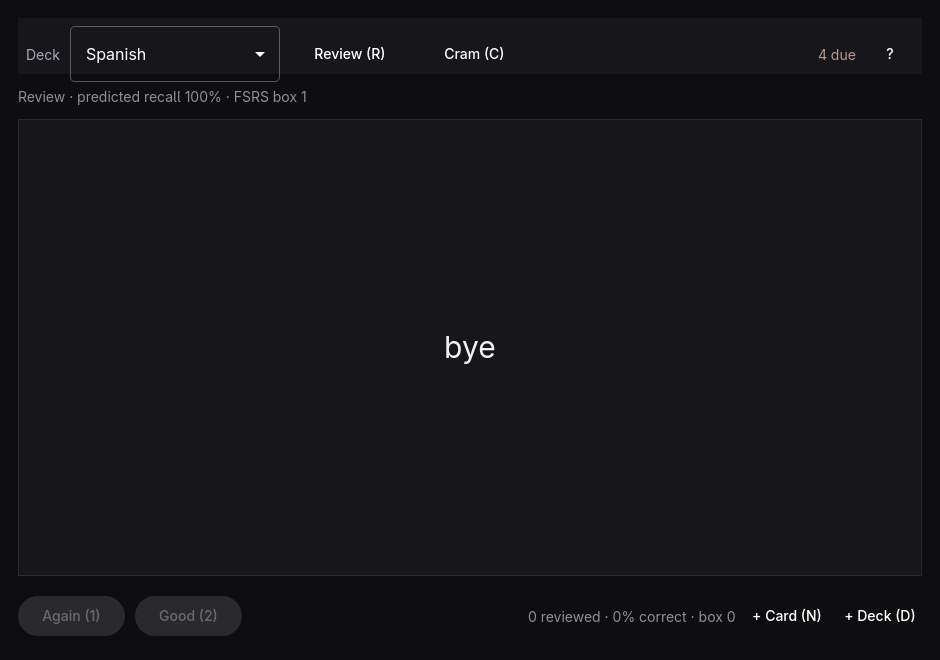 Deck Spanish Review (R) Cram (C) 4 due ?
Review · predicted recall 100% · FSRS box 1
bye
Again (1) Good (2) 0 reviewed · 0% correct · box 0 + Card (N) + Deck (D)